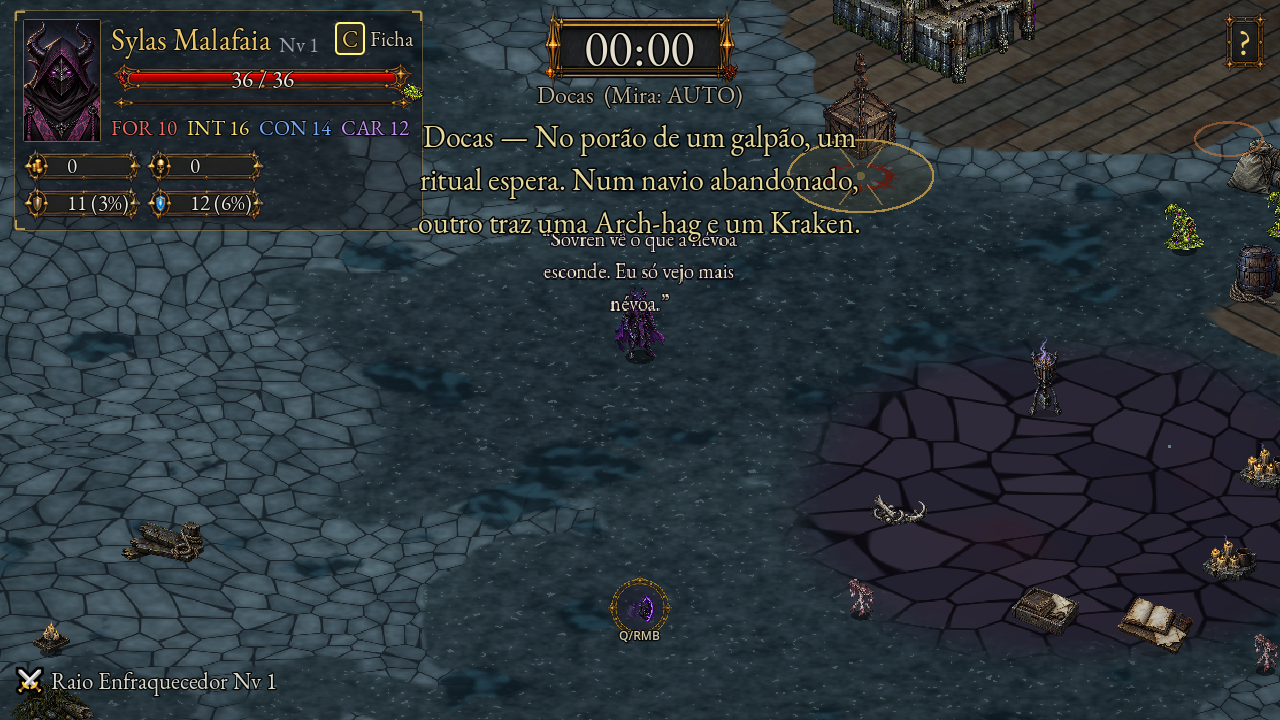 Sylas Malafaia Nv 1 C Ficha
36 / 36
FOR 10 INT 16 CON 14 CAR 12
0 0
11 (3%) 12 (6%)
00:00
Docas (Mira: AUTO)
?
Docas — No porão de um galpão, um
ritual espera. Num navio abandonado,
outro traz uma Arch-hag e um Kraken.
“Sovren vê o que a névoa
esconde. Eu só vejo mais
névoa.”
Q/RMB
Raio Enfraquecedor Nv 1